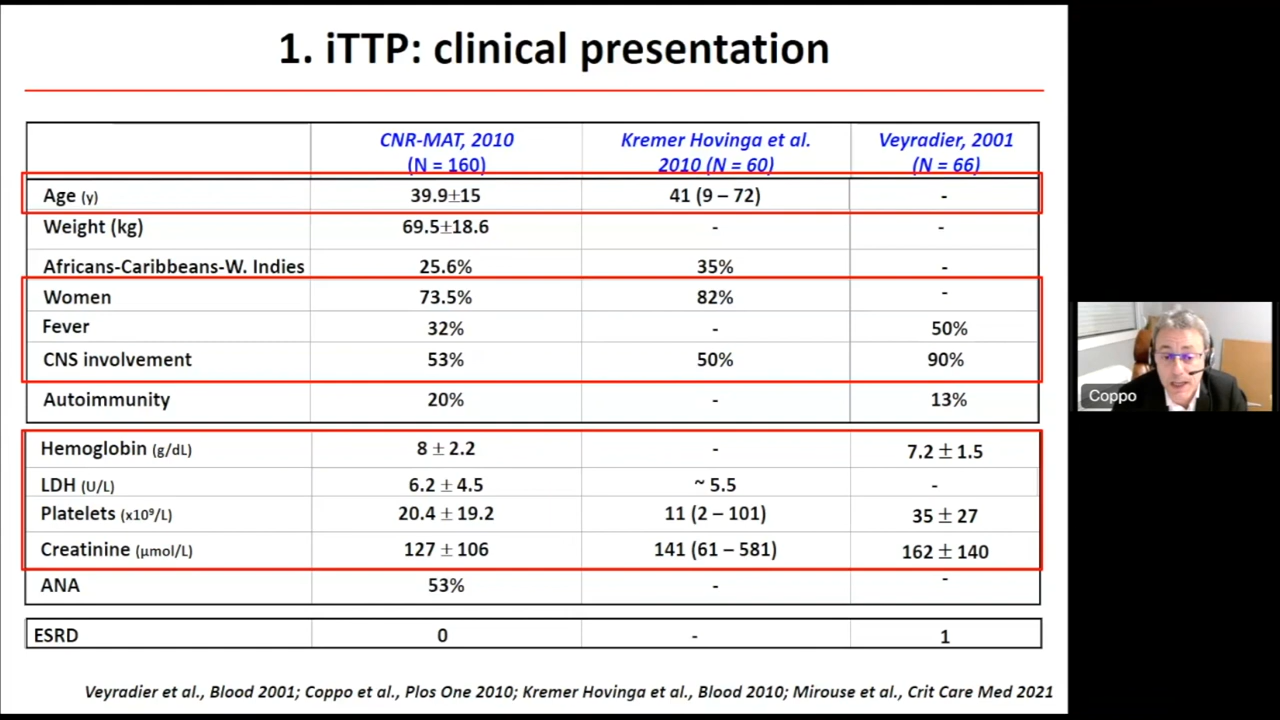 1. iTTP: clinical presentation
CNR-MAT, 2010 Kremer Hovinga et al. Veyradier, 2001
(N = 160) 2010 (N = 60) (N = 66)
Age (y) 39.9±15 41 (9 – 72) -
Weight (kg) 69.5±18.6 - -
Africans-Caribbeans-W. Indies 25.6% 35% -
Women 73.5% 82% -
Fever 32% - 50%
CNS involvement 53% 50% 90%
Autoimmunity 20% - 13%
Hemoglobin (g/dL) 8 ± 2.2 - 7.2 ± 1.5
LDH (U/L) 6.2 ± 4.5 ~ 5.5 -
Platelets (x10⁹/L) 20.4 ± 19.2 11 (2 – 101) 35 ± 27
Creatinine (µmol/L) 127 ± 106 141 (61 – 581) 162 ± 140
ANA 53% - -
ESRD 0 - 1
Veyradier et al., Blood 2001; Coppo et al., Plos One 2010; Kremer Hovinga et al., Blood 2010; Mirouse et al., Crit Care Med 2021
Coppo